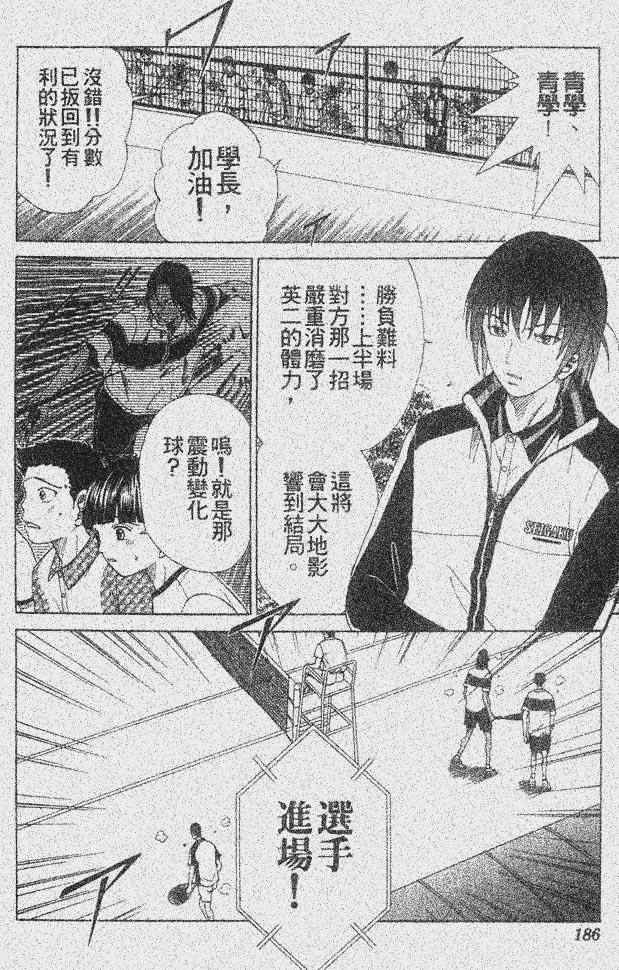 青學、
青學！
學長，
加油！
沒錯!!分數
已扳回到有
利的狀況了！
勝負難料
……上半場
對方那一招
嚴重消磨了
英二的體力，
這將
會大大地影
響到結局。
SEIGAKU
嗚！就是那
震動變化
球？
選手
進場！
186